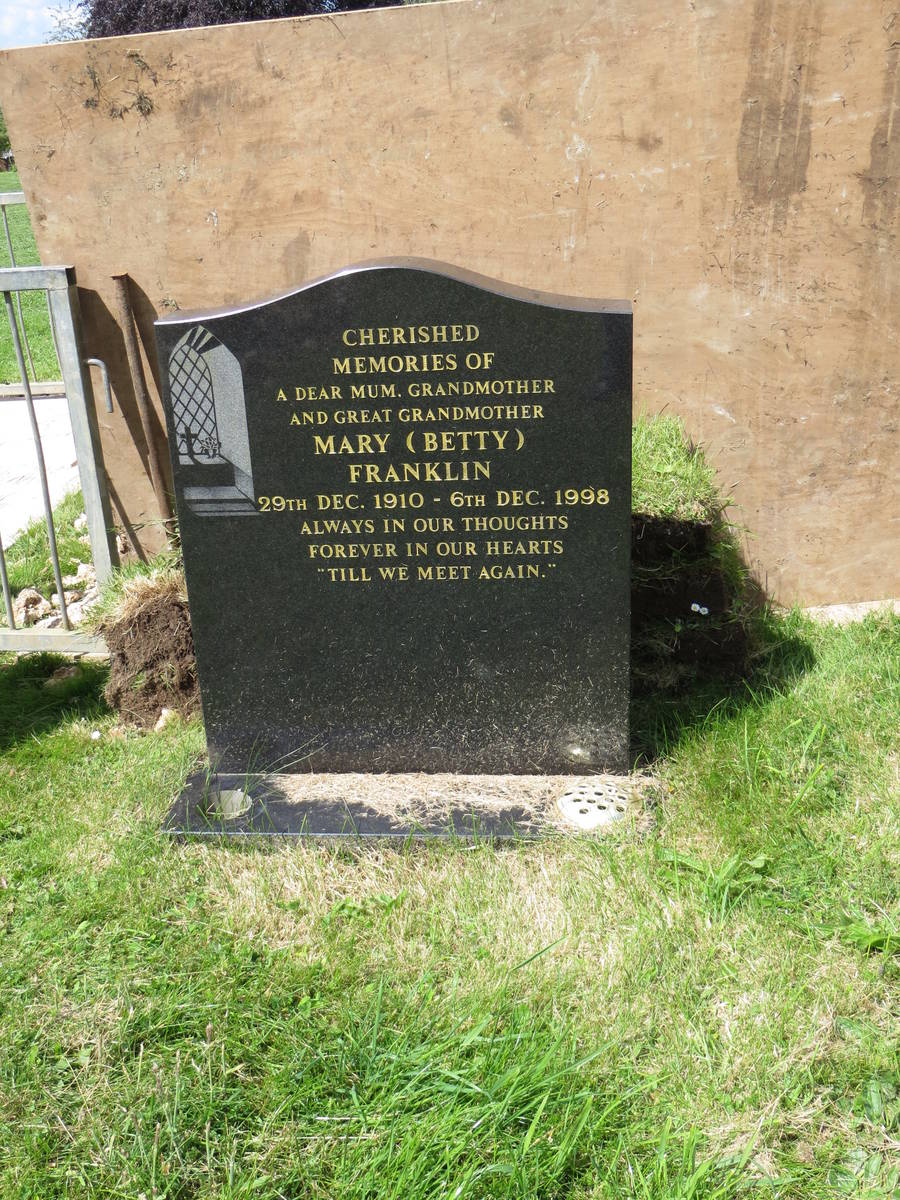 CHERISHED
MEMORIES OF
A DEAR MUM. GRANDMOTHER
AND GREAT GRANDMOTHER
MARY (BETTY)
FRANKLIN
29TH DEC. 1910 - 6TH DEC. 1998
ALWAYS IN OUR THOUGHTS
FOREVER IN OUR HEARTS
"TILL WE MEET AGAIN."